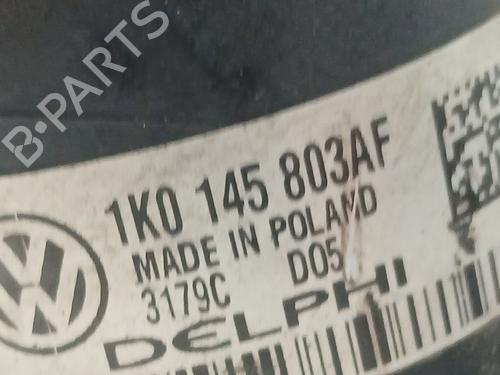 B-PARTS
1K0 145 803AF
MADE IN POLAND
3179C D05
DELPHI